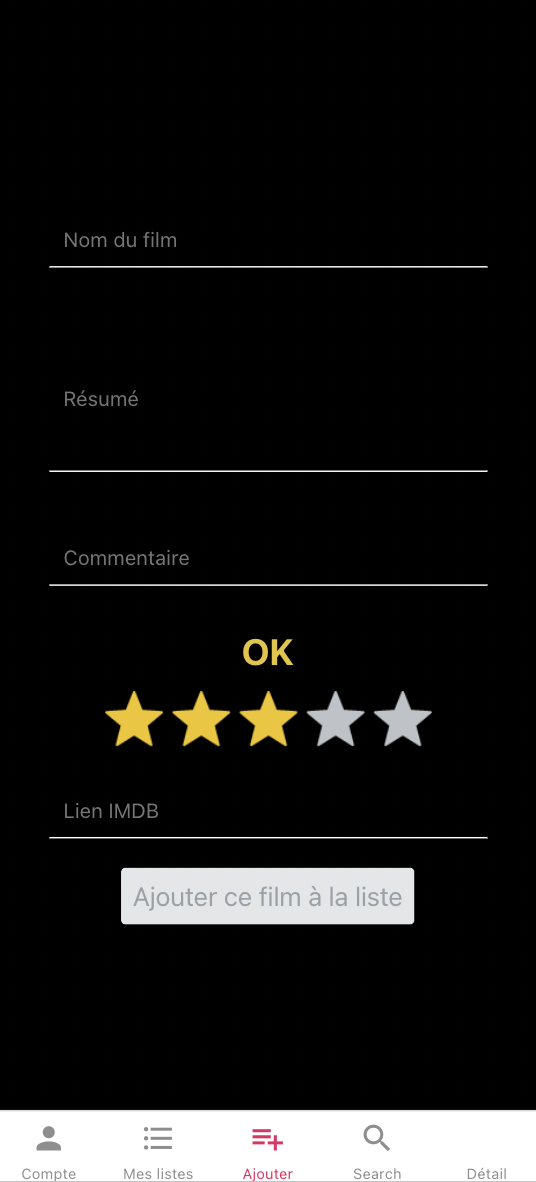 Nom du film
Résumé
Commentaire
OK
Lien IMDB
Ajouter ce film à la liste
Compte
Mes listes
Ajouter
Search
Détail